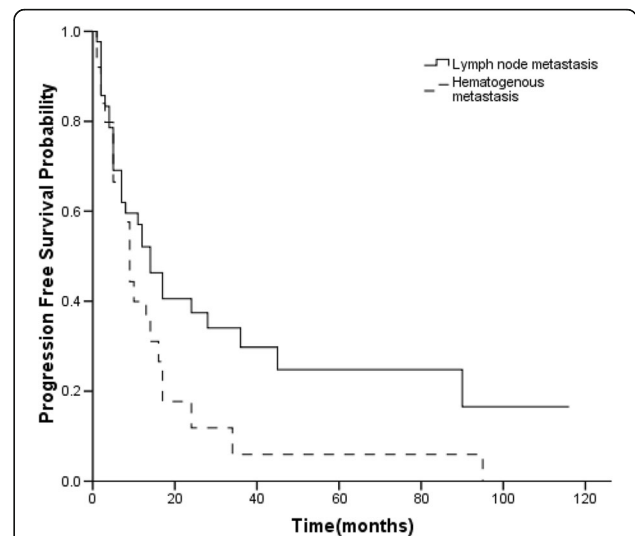 1.0
0.8
0.6
0.4
0.2
0.0
Progression Free Survival Probability
Lymph node metastasis
Hematogenous
metastasis
0 20 40 60 80 100 120
Time(months)